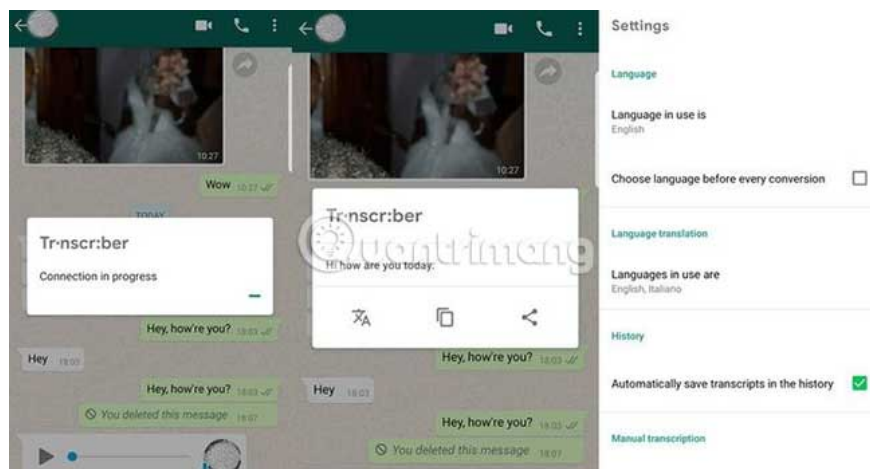 10:27
Wow 10:27
TODAY
Tr·nscr:ber
Connection in progress
Hey, how're you? 18:03
Hey 18:03
Hey, how're you? 18:03
You deleted this message 18:07
10:27
Tr·nscr:ber
Quantrimang
Hi how are you today.
Hey, how're you? 18:03
Hey 18:03
Hey, how're you? 18:03
You deleted this message 18:07
Settings
Language
Language in use is
English
Choose language before every conversion
Language translation
Languages in use are
English, Italiano
History
Automatically save transcripts in the history
Manual transcription